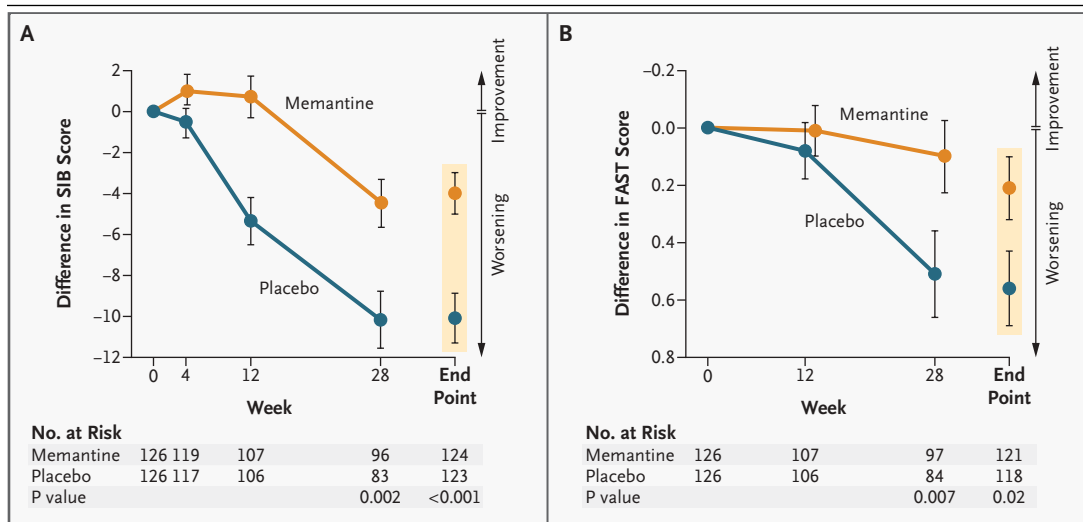 A
Difference in SIB Score
2
0
−2
−4
−6
−8
−10
−12
Memantine
Placebo
0 4 12 28 End Point
Week
Improvement
Worsening
No. at Risk
Memantine 126 119 107 96 124
Placebo 126 117 106 83 123
P value 0.002 <0.001
B
Difference in FAST Score
−0.2
0.0
0.2
0.4
0.6
0.8
Memantine
Placebo
0 12 28 End Point
Week
Improvement
Worsening
No. at Risk
Memantine 126 107 97 121
Placebo 126 106 84 118
P value 0.007 0.02